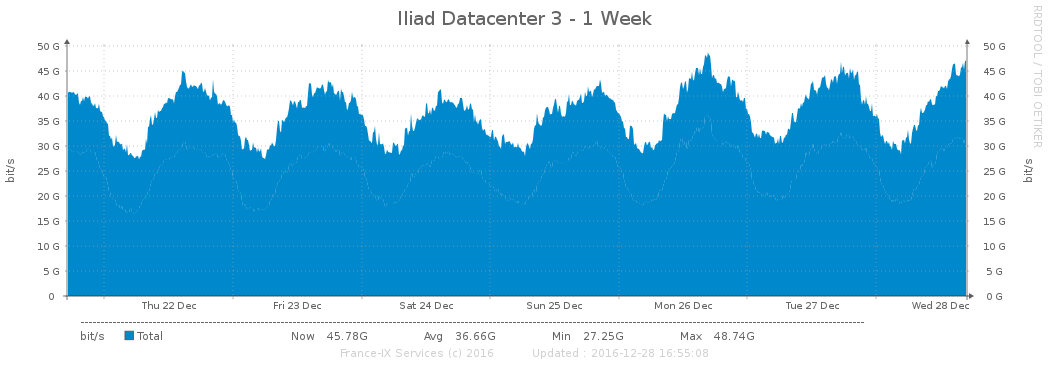 Iliad Datacenter 3 - 1 Week
RRDTOOL / TOBI OETIKER
50 G 50 G
45 G 45 G
40 G 40 G
35 G 35 G
30 G 30 G
25 G 25 G
20 G 20 G
15 G 15 G
10 G 10 G
5 G 5 G
0 0 G
bit/s bit/s
Thu 22 Dec Fri 23 Dec Sat 24 Dec Sun 25 Dec Mon 26 Dec Tue 27 Dec Wed 28 Dec
bit/s Total Now 45.78G Avg 36.66G Min 27.25G Max 48.74G
France-IX Services (c) 2016 Updated : 2016-12-28 16:55:08